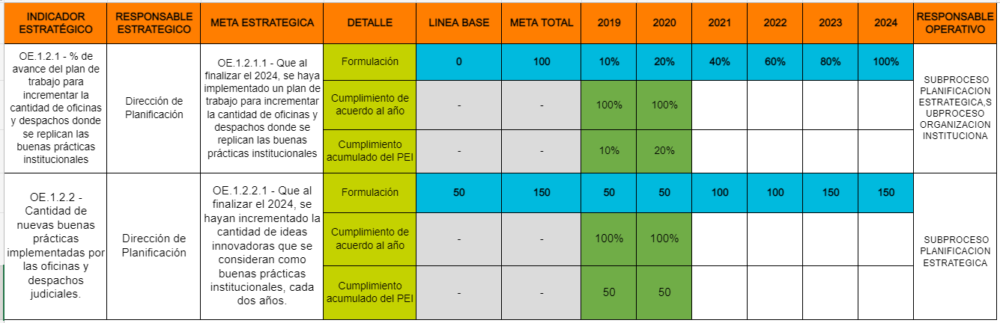 INDICADOR
ESTRATÉGICO
RESPONSABLE
ESTRATEGICO
META ESTRATEGICA
DETALLE
LINEA BASE
META TOTAL
2019
2020
2021
2022
2023
2024
RESPONSABLE
OPERATIVO
OE.1.2.1 - % de
avance del plan de
trabajo para
incrementar la
cantidad de oficinas
y despachos donde
se replican las
buenas prácticas
institucionales
Dirección de
Planificación
OE.1.2.1.1 - Que al
finalizar el 2024, se haya
implementado un plan de
trabajo para incrementar
la cantidad de oficinas y
despachos donde se
replican las buenas
prácticas institucionales
Formulación
0
100
10%
20%
40%
60%
80%
100%
Cumplimiento de
acuerdo al año
-
-
100%
100%
Cumplimiento
acumulado del PEI
-
-
10%
20%
SUBPROCESO
PLANIFICACION
ESTRATEGICA,S
UBPROCESO
ORGANIZACION
INSTITUCIONA
OE.1.2.2 -
Cantidad de
nuevas buenas
prácticas
implementadas por
las oficinas y
despachos
judiciales.
Dirección de
Planificación
OE.1.2.2.1 - Que al
finalizar el 2024, se
hayan incrementado la
cantidad de ideas
innovadoras que se
consideran como
buenas prácticas
institucionales, cada
dos años.
Formulación
50
150
50
50
100
100
150
150
Cumplimiento de
acuerdo al año
-
-
100%
100%
Cumplimiento
acumulado del PEI
-
-
50
50
SUBPROCESO
PLANIFICACION
ESTRATEGICA